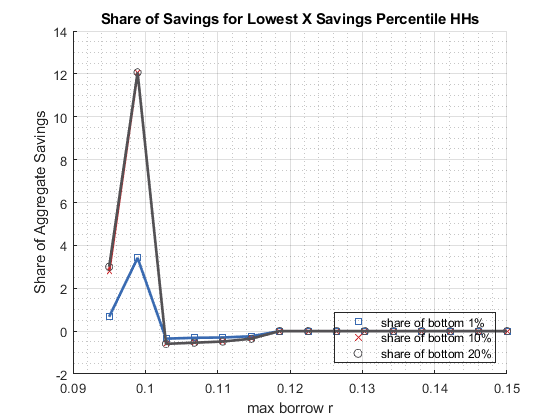 Share of Savings for Lowest X Savings Percentile HHs
14
12
10
8
6
4
2
0
-2
Share of Aggregate Savings
share of bottom 1%
share of bottom 10%
share of bottom 20%
0.09
0.1
0.11
0.12
0.13
0.14
0.15
max borrow r